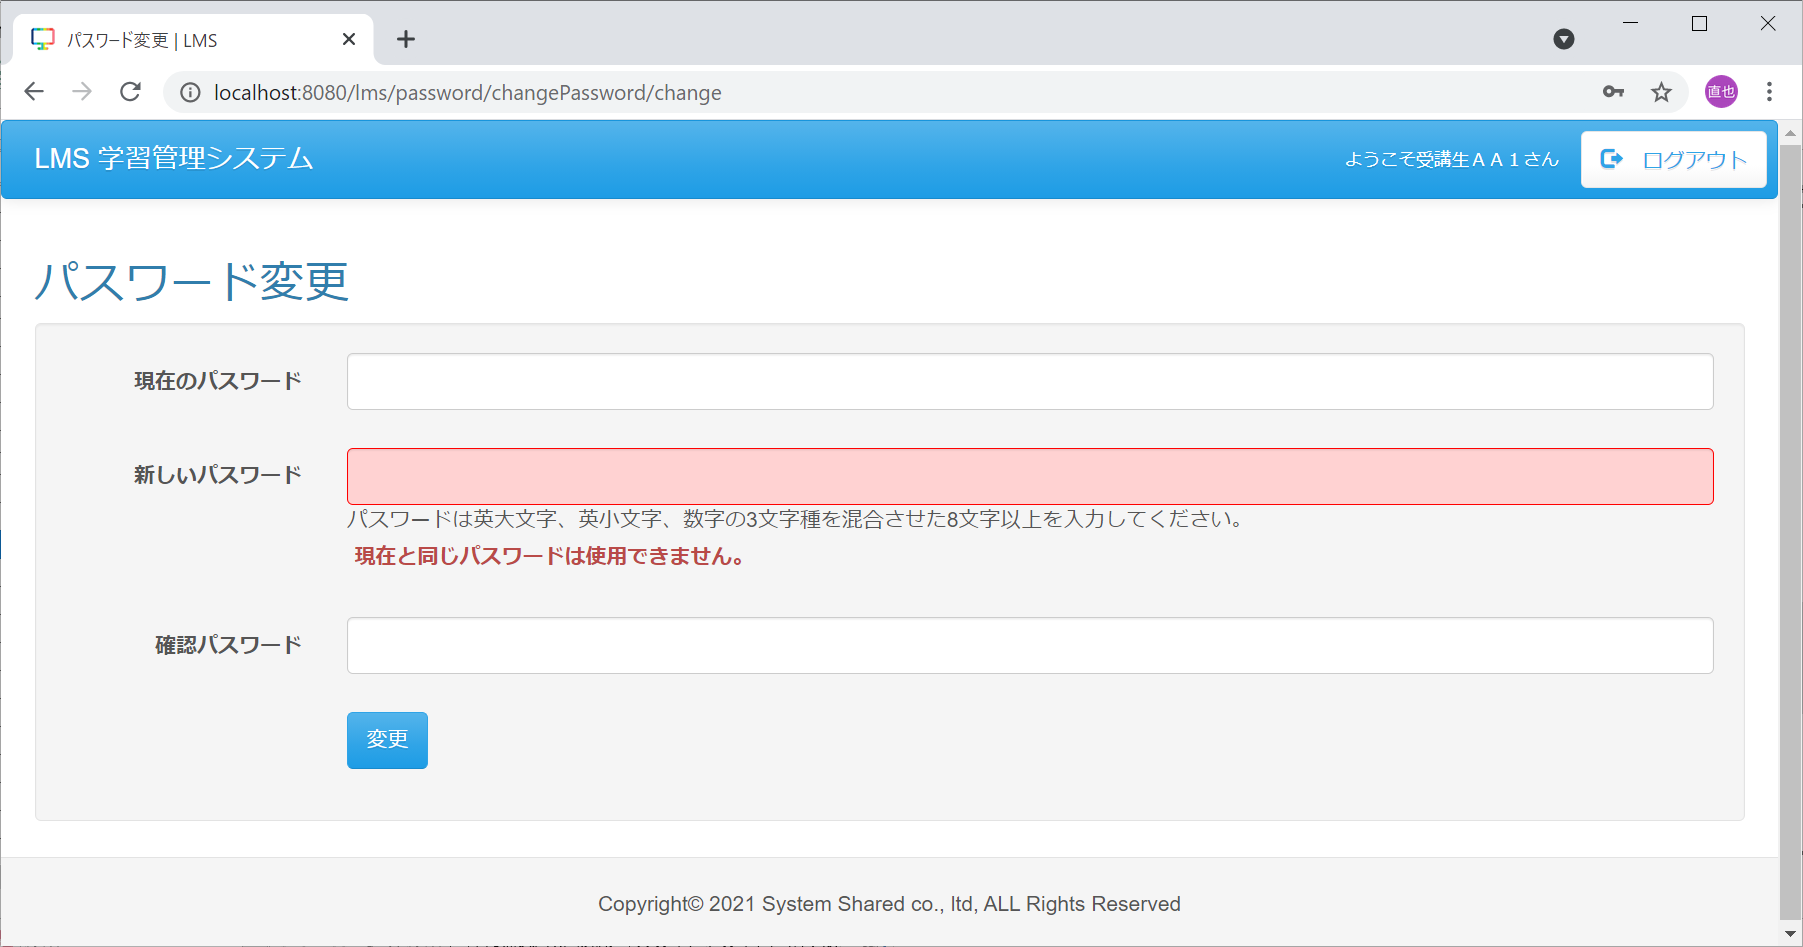 パスワード変更 | LMS
localhost:8080/lms/password/changePassword/change
直也
LMS 学習管理システム
ようこそ受講生ＡＡ１さん
ログアウト
パスワード変更
現在のパスワード
新しいパスワード
パスワードは英大文字、英小文字、数字の3文字種を混合させた8文字以上を入力してください。
現在と同じパスワードは使用できません。
確認パスワード
変更
Copyright© 2021 System Shared co., ltd, ALL Rights Reserved